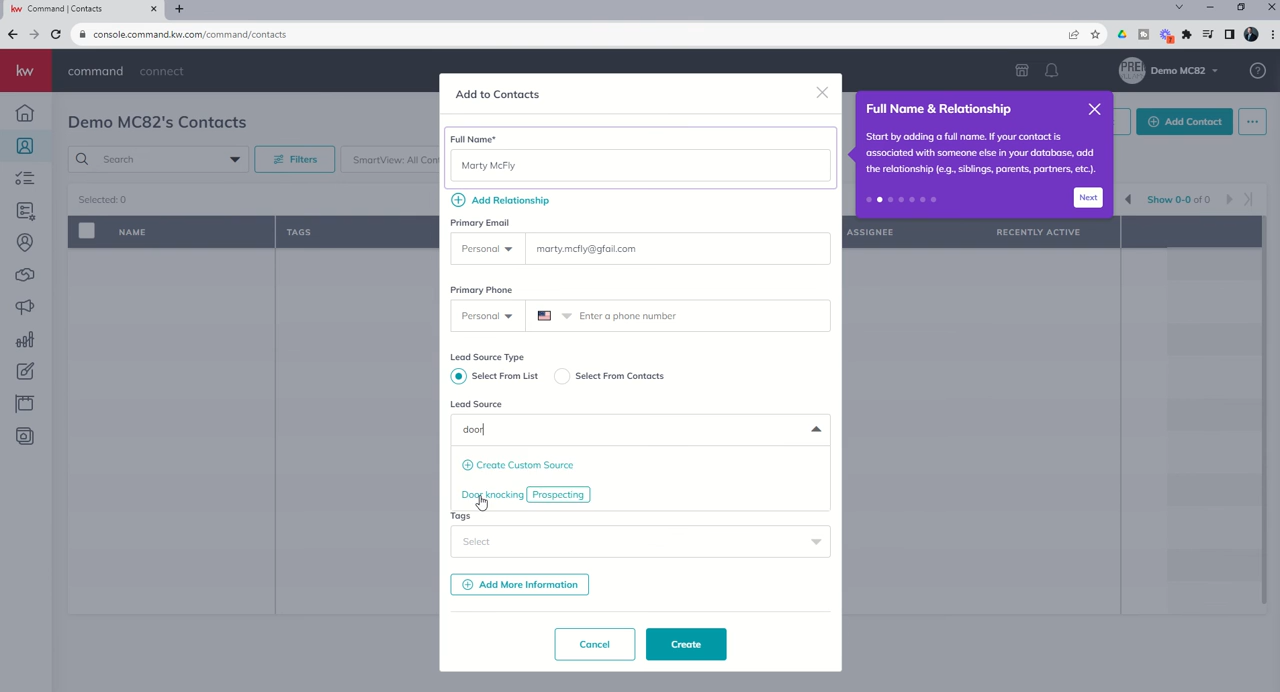 kw Command | Contacts
console.command.kw.com/command/contacts
kw
command
connect
PRE
Demo MC82
Demo MC82's Contacts
Add Contact
Search
Filters
SmartView: All Con
Selected: 0
Show 0-0 of 0
NAME
TAGS
ASSIGNEE
RECENTLY ACTIVE
Add to Contacts
Full Name*
Marty McFly
Add Relationship
Primary Email
Personal
marty.mcfly@gfail.com
Primary Phone
Personal
Enter a phone number
Lead Source Type
Select From List
Select From Contacts
Lead Source
door
Create Custom Source
Door knocking
Prospecting
Tags
Select
Add More Information
Cancel
Create
Full Name & Relationship
Start by adding a full name. If your contact is
associated with someone else in your database, add
the relationship (e.g., siblings, parents, partners, etc.).
Next